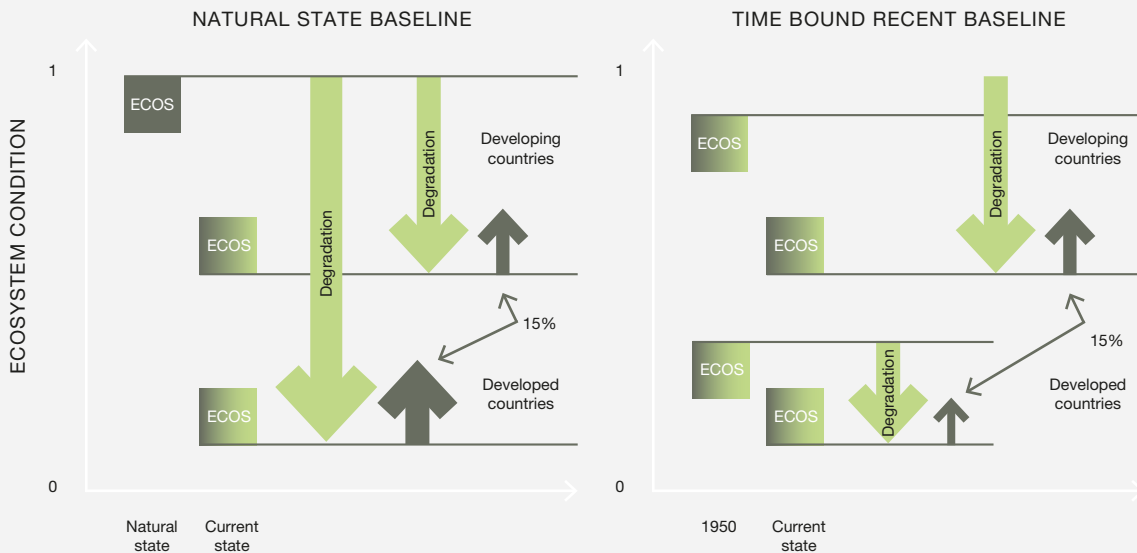 NATURAL STATE BASELINE
ECOSYSTEM CONDITION
1
ECOS
Degradation
Degradation
Developing
countries
ECOS
15%
ECOS
Developed
countries
0
Natural
state
Current
state
TIME BOUND RECENT BASELINE
1
ECOS
Degradation
Developing
countries
ECOS
15%
ECOS
Degradation
ECOS
Developed
countries
0
1950
Current
state